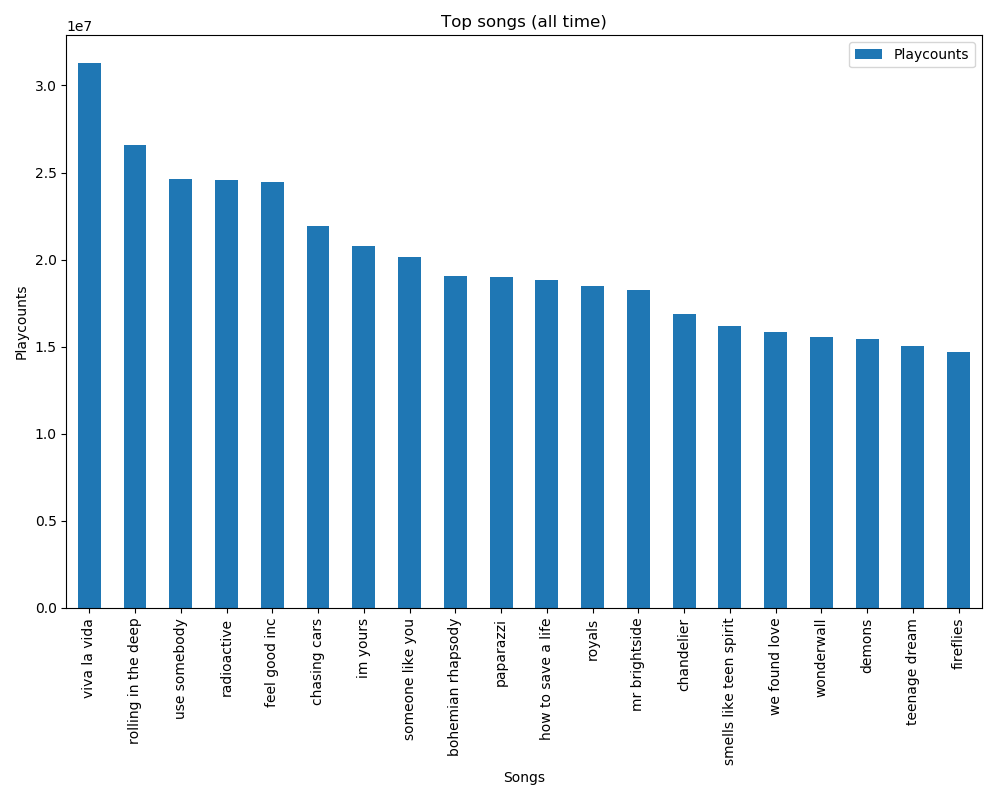 Top songs (all time)
1e7
Playcounts
3.0
2.5
2.0
1.5
1.0
0.5
0.0
Playcounts
viva la vida
rolling in the deep
use somebody
radioactive
feel good inc
chasing cars
im yours
someone like you
bohemian rhapsody
paparazzi
how to save a life
royals
mr brightside
chandelier
smells like teen spirit
we found love
wonderwall
demons
teenage dream
fireflies
Songs